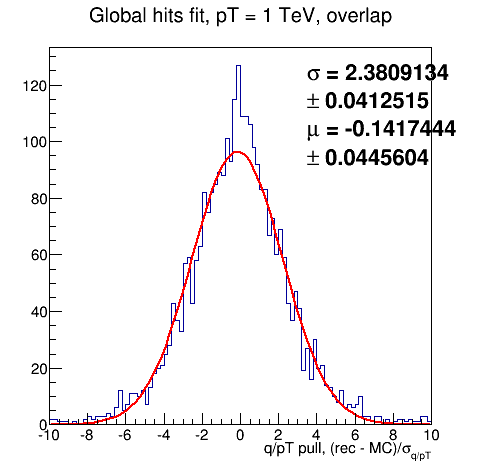 Global hits fit, pT = 1 TeV, overlap
σ = 2.3809134
± 0.0412515
μ = -0.1417444
± 0.0445604
120
100
80
60
40
20
0
-10 -8 -6 -4 -2 0 2 4 6 8 10
q/pT pull, (rec - MC)/σq/pT